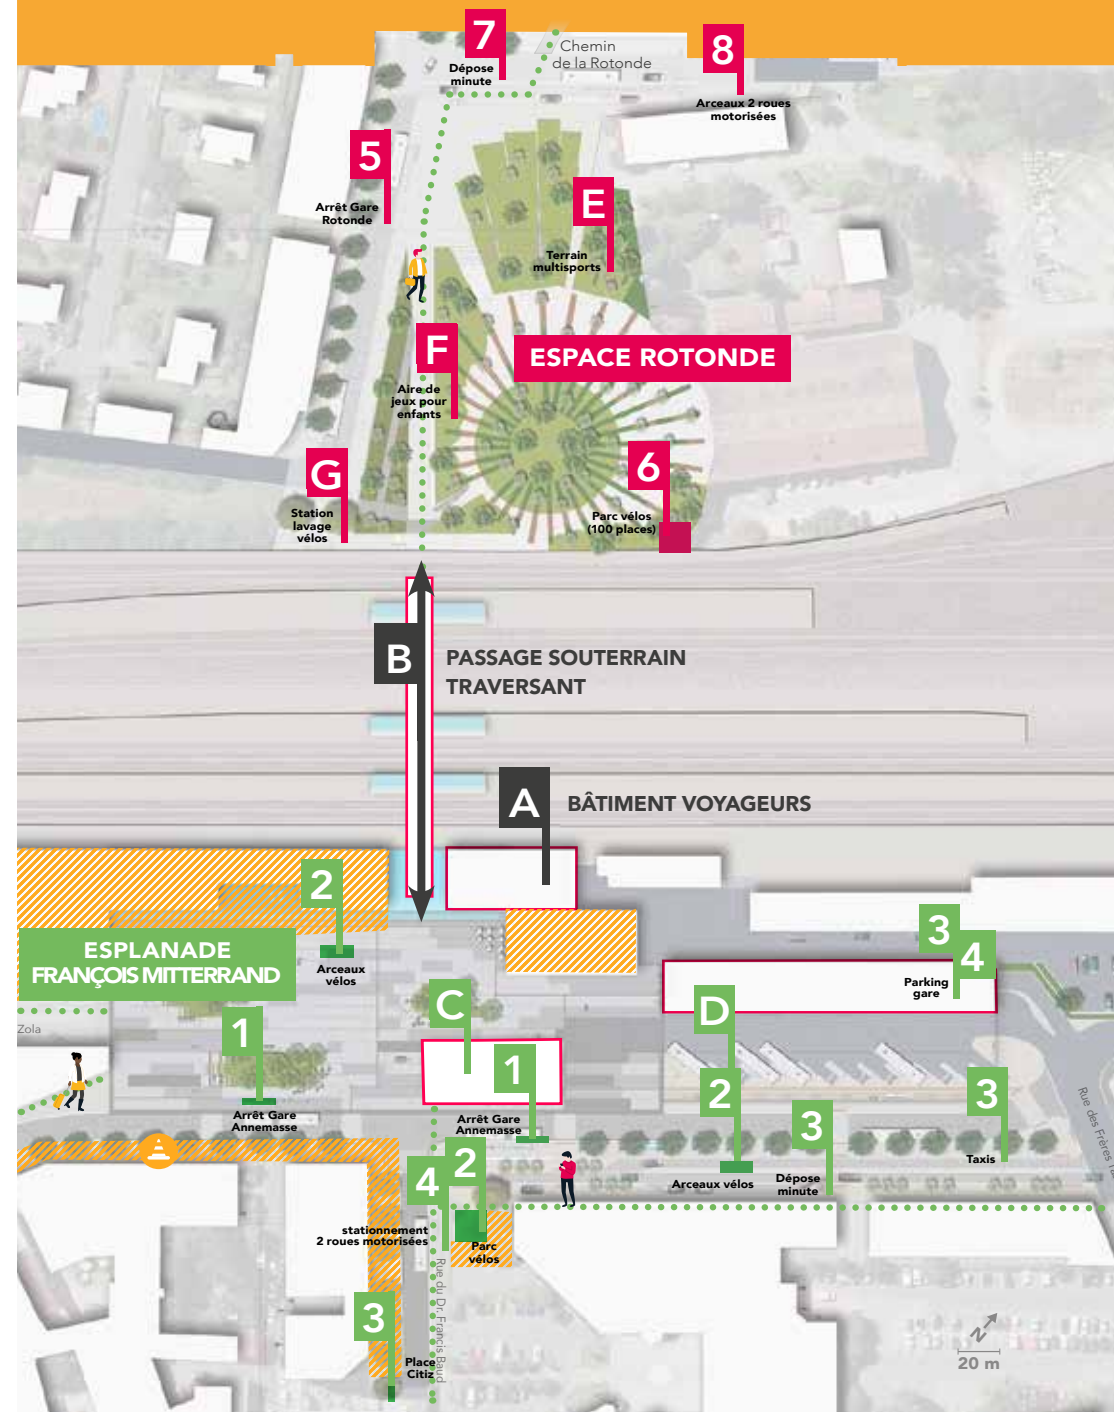 7
Dépose
minute
Chemin
de la Rotonde
8
Arceaux 2 roues
motorisées
5
Arrêt Gare
Rotonde
E
Terrain
multisports
F
Aire de
jeux pour
enfants
ESPACE ROTONDE
G
Station
lavage
vélos
6
Parc vélos
(100 places)
B
PASSAGE SOUTERRAIN
TRAVERSANT
A
BÂTIMENT VOYAGEURS
2
Arceaux
vélos
ESPLANADE
FRANÇOIS MITTERRAND
3
4
Parking
gare
Zola
1
Arrêt Gare
Annemasse
C
1
Arrêt Gare
Annemasse
D
2
Arceaux vélos
3
Dépose
minute
3
Taxis
Rue des Frères
4
stationnement
2 roues motorisées
2
Parc
vélos
Rue du Dr. Francis Baud
3
Place
Citiz
N
20 m